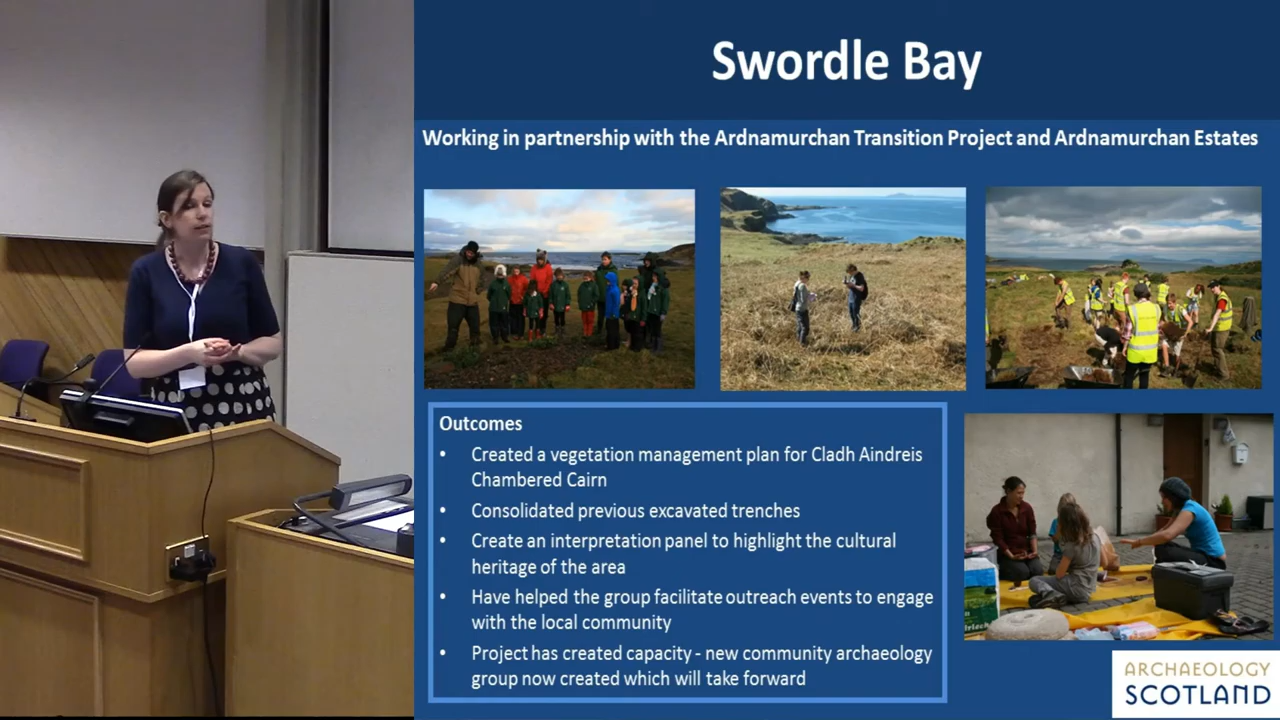 Swordle Bay
Working in partnership with the Ardnamurchan Transition Project and Ardnamurchan Estates
Outcomes
• Created a vegetation management plan for Cladh Aindreis
Chambered Cairn
• Consolidated previous excavated trenches
• Create an interpretation panel to highlight the cultural
heritage of the area
• Have helped the group facilitate outreach events to engage
with the local community
• Project has created capacity - new community archaeology
group now created which will take forward
ARCHAEOLOGY
SCOTLAND